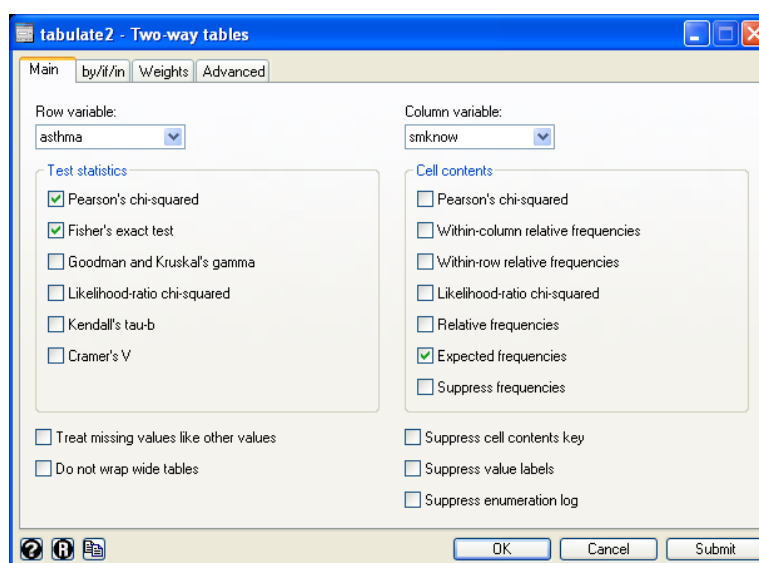 tabulate2 - Two-way tables
Main by/if/in Weights Advanced
Row variable:
asthma
Column variable:
smknow
Test statistics
Pearson's chi-squared
Fisher's exact test
Goodman and Kruskal's gamma
Likelihood-ratio chi-squared
Kendall's tau-b
Cramer's V
Cell contents
Pearson's chi-squared
Within-column relative frequencies
Within-row relative frequencies
Likelihood-ratio chi-squared
Relative frequencies
Expected frequencies
Suppress frequencies
Treat missing values like other values
Do not wrap wide tables
Suppress cell contents key
Suppress value labels
Suppress enumeration log
? R OK Cancel Submit